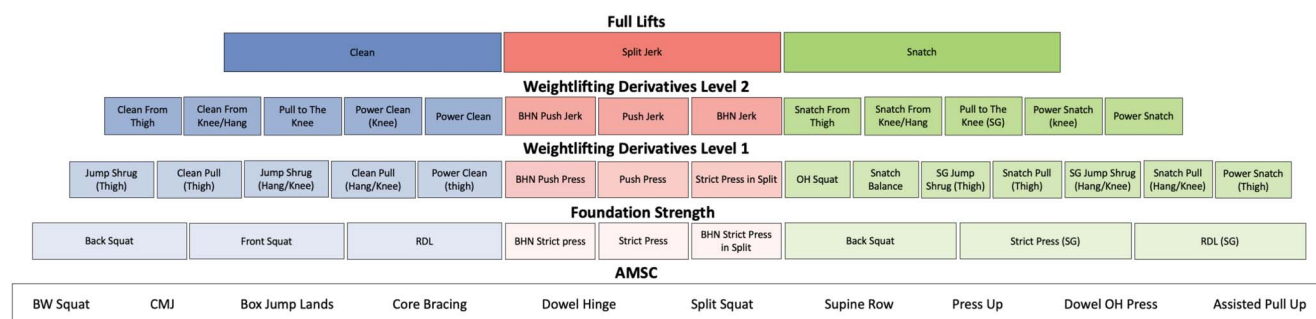 Full Lifts
Clean
Split Jerk
Snatch
Weightlifting Derivatives Level 2
Clean From
Thigh
Clean From
Knee/Hang
Pull to The
Knee
Power Clean
(Knee)
Power Clean
BHN Push Jerk
Push Jerk
BHN Jerk
Snatch From
Thigh
Snatch From
Knee/Hang
Pull to The
Knee (SG)
Power Snatch
(knee)
Power Snatch
Weightlifting Derivatives Level 1
Jump Shrug
(Thigh)
Clean Pull
(Thigh)
Jump Shrug
(Hang/Knee)
Clean Pull
(Hang/Knee)
Power Clean
(thigh)
BHN Push Press
Push Press
Strict Press in Split
OH Squat
Snatch
Balance
SG Jump
Shrug (Thigh)
Snatch Pull
(Thigh)
SG Jump Shrug
(Hang/Knee)
Snatch Pull
(Hang/Knee)
Power Snatch
(Thigh)
Foundation Strength
Back Squat
Front Squat
RDL
BHN Strict press
Strict Press
BHN Strict Press
in Split
Back Squat
Strict Press (SG)
RDL (SG)
AMSC
BW Squat
CMJ
Box Jump Lands
Core Bracing
Dowel Hinge
Split Squat
Supine Row
Press Up
Dowel OH Press
Assisted Pull Up